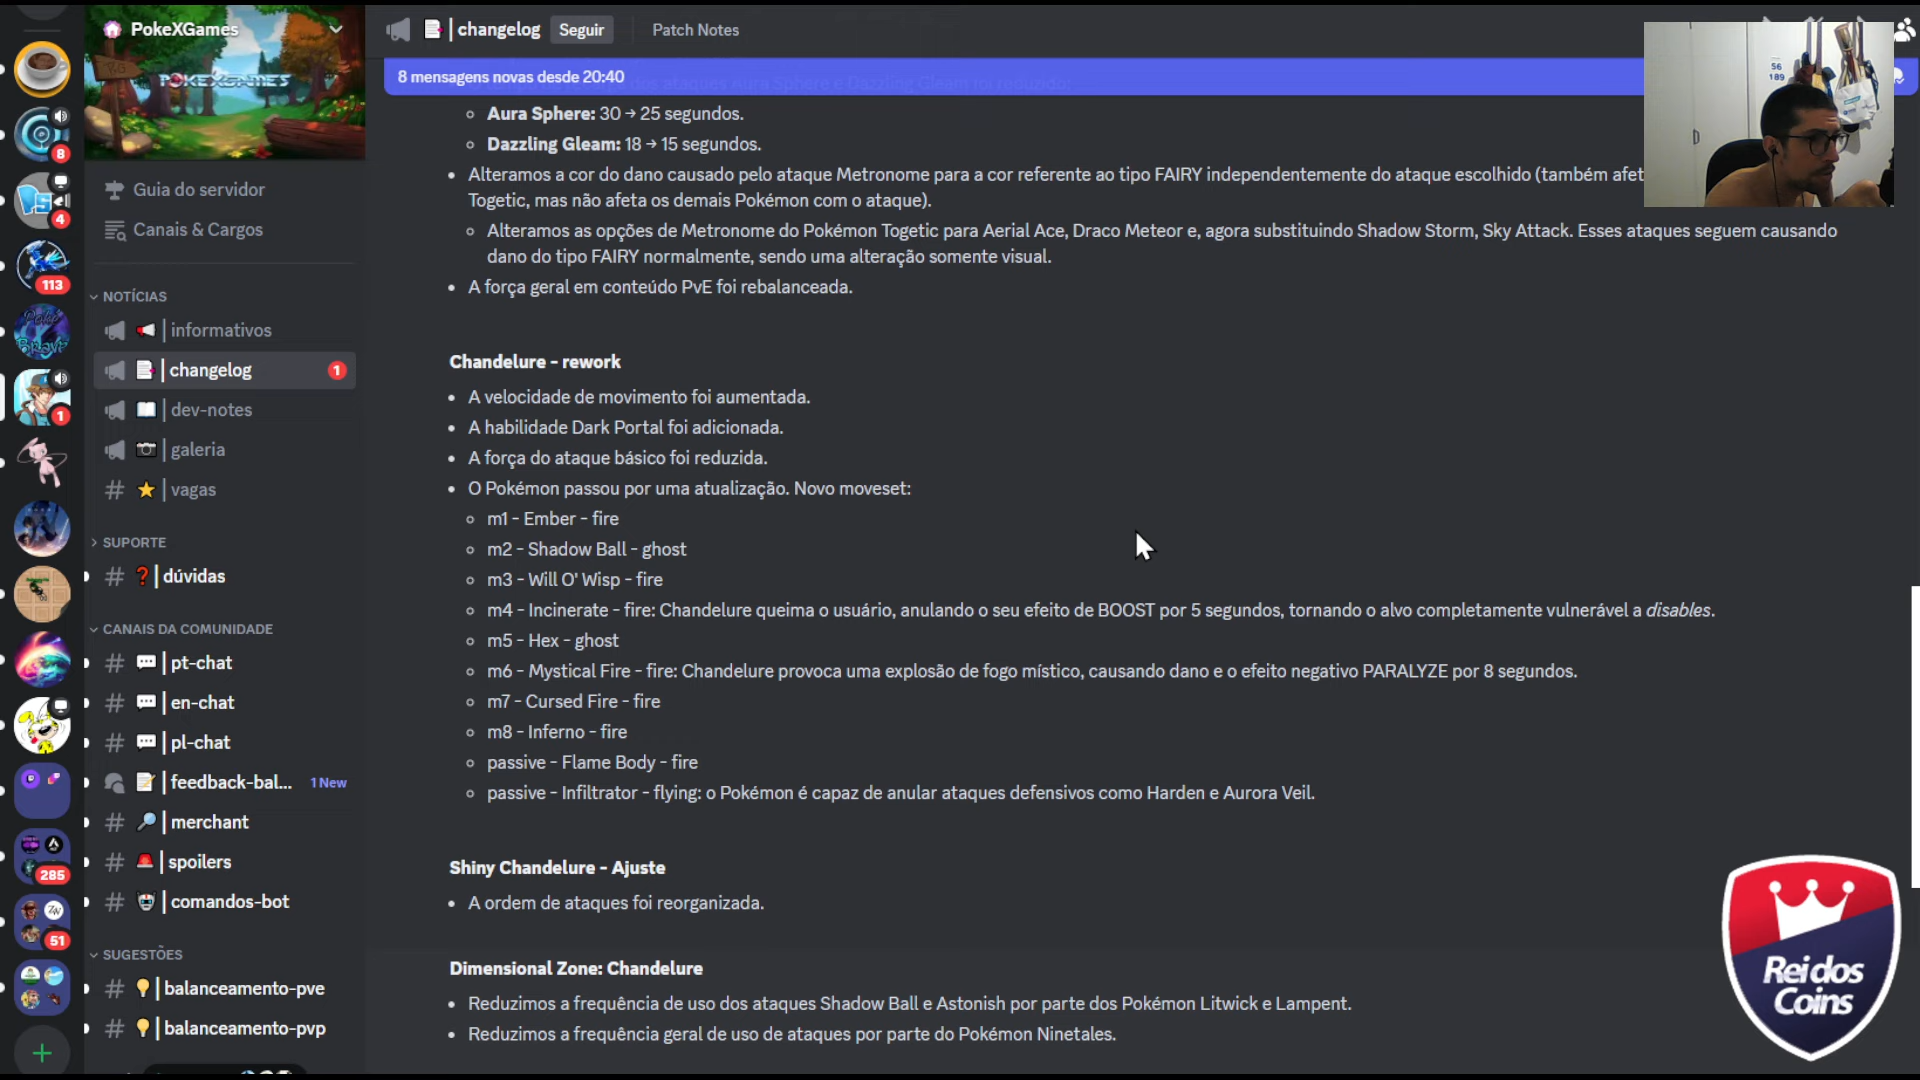 PokeXGames
POKEXGAMES
Guia do servidor
Canais & Cargos
NOTÍCIAS
informativos
changelog
1
dev-notes
galeria
vagas
SUPORTE
dúvidas
CANAIS DA COMUNIDADE
pt-chat
en-chat
pl-chat
feedback-bal...
1 New
merchant
spoilers
comandos-bot
SUGESTÕES
balanceamento-pve
balanceamento-pvp
8
4
113
1
285
51
changelog
Seguir
Patch Notes
8 mensagens novas desde 20:40
Aura Sphere: 30 → 25 segundos.
Dazzling Gleam: 18 → 15 segundos.
Alteramos a cor do dano causado pelo ataque Metronome para a cor referente ao tipo FAIRY independentemente do ataque escolhido (também afet
Togetic, mas não afeta os demais Pokémon com o ataque).
Alteramos as opções de Metronome do Pokémon Togetic para Aerial Ace, Draco Meteor e, agora substituindo Shadow Storm, Sky Attack. Esses ataques seguem causando
dano do tipo FAIRY normalmente, sendo uma alteração somente visual.
A força geral em conteúdo PvE foi rebalanceada.
Chandelure - rework
A velocidade de movimento foi aumentada.
A habilidade Dark Portal foi adicionada.
A força do ataque básico foi reduzida.
O Pokémon passou por uma atualização. Novo moveset:
m1 - Ember - fire
m2 - Shadow Ball - ghost
m3 - Will O' Wisp - fire
m4 - Incinerate - fire: Chandelure queima o usuário, anulando o seu efeito de BOOST por 5 segundos, tornando o alvo completamente vulnerável a disables.
m5 - Hex - ghost
m6 - Mystical Fire - fire: Chandelure provoca uma explosão de fogo místico, causando dano e o efeito negativo PARALYZE por 8 segundos.
m7 - Cursed Fire - fire
m8 - Inferno - fire
passive - Flame Body - fire
passive - Infiltrator - flying: o Pokémon é capaz de anular ataques defensivos como Harden e Aurora Veil.
Shiny Chandelure - Ajuste
A ordem de ataques foi reorganizada.
Dimensional Zone: Chandelure
Reduzimos a frequência de uso dos ataques Shadow Ball e Astonish por parte dos Pokémon Litwick e Lampent.
Reduzimos a frequência geral de uso de ataques por parte do Pokémon Ninetales.
56
189
Rei dos
Coins